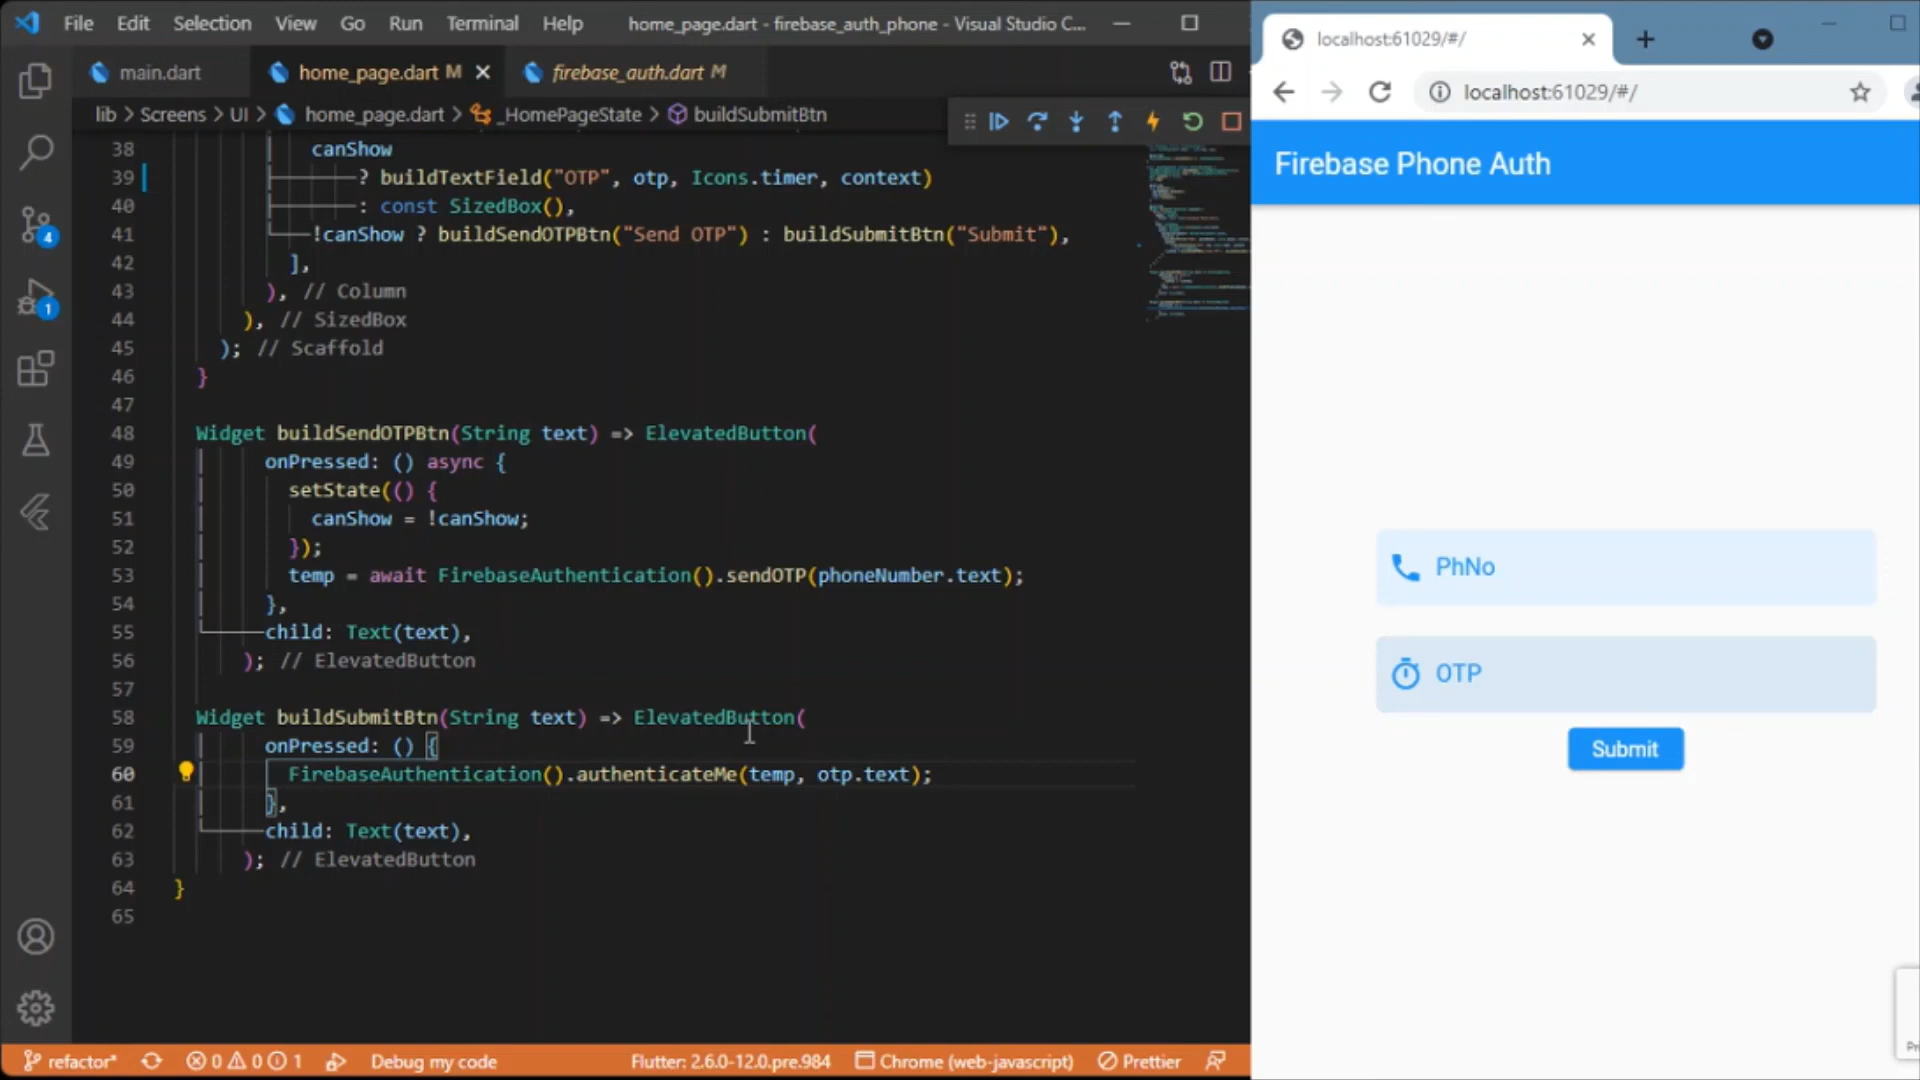 File Edit Selection View Go Run Terminal Help home_page.dart - firebase_auth_phone - Visual Studio C...
main.dart home_page.dart M firebase_auth.dart M
lib > Screens > UI > home_page.dart > _HomePageState > buildSubmitBtn
38 canShow
39 ? buildTextField("OTP", otp, Icons.timer, context)
40 : const SizedBox(),
41 !canShow ? buildSendOTPBtn("Send OTP") : buildSubmitBtn("Submit"),
42 ],
43 ), // Column
44 ), // SizedBox
45 ); // Scaffold
46 }
47
48 Widget buildSendOTPBtn(String text) => ElevatedButton(
49 onPressed: () async {
50 setState(() {
51 canShow = !canShow;
52 });
53 temp = await FirebaseAuthentication().sendOTP(phoneNumber.text);
54 },
55 child: Text(text),
56 ); // ElevatedButton
57
58 Widget buildSubmitBtn(String text) => ElevatedButton(
59 onPressed: () {
60 FirebaseAuthentication().authenticateMe(temp, otp.text);
61 },
62 child: Text(text),
63 ); // ElevatedButton
64 }
65
4
1
refactor* 0 0 1 Debug my code Flutter: 2.6.0-12.0.pre.984 Chrome (web-javascript) Prettier
localhost:61029/#/
localhost:61029/#/
Firebase Phone Auth
PhNo
OTP
Submit